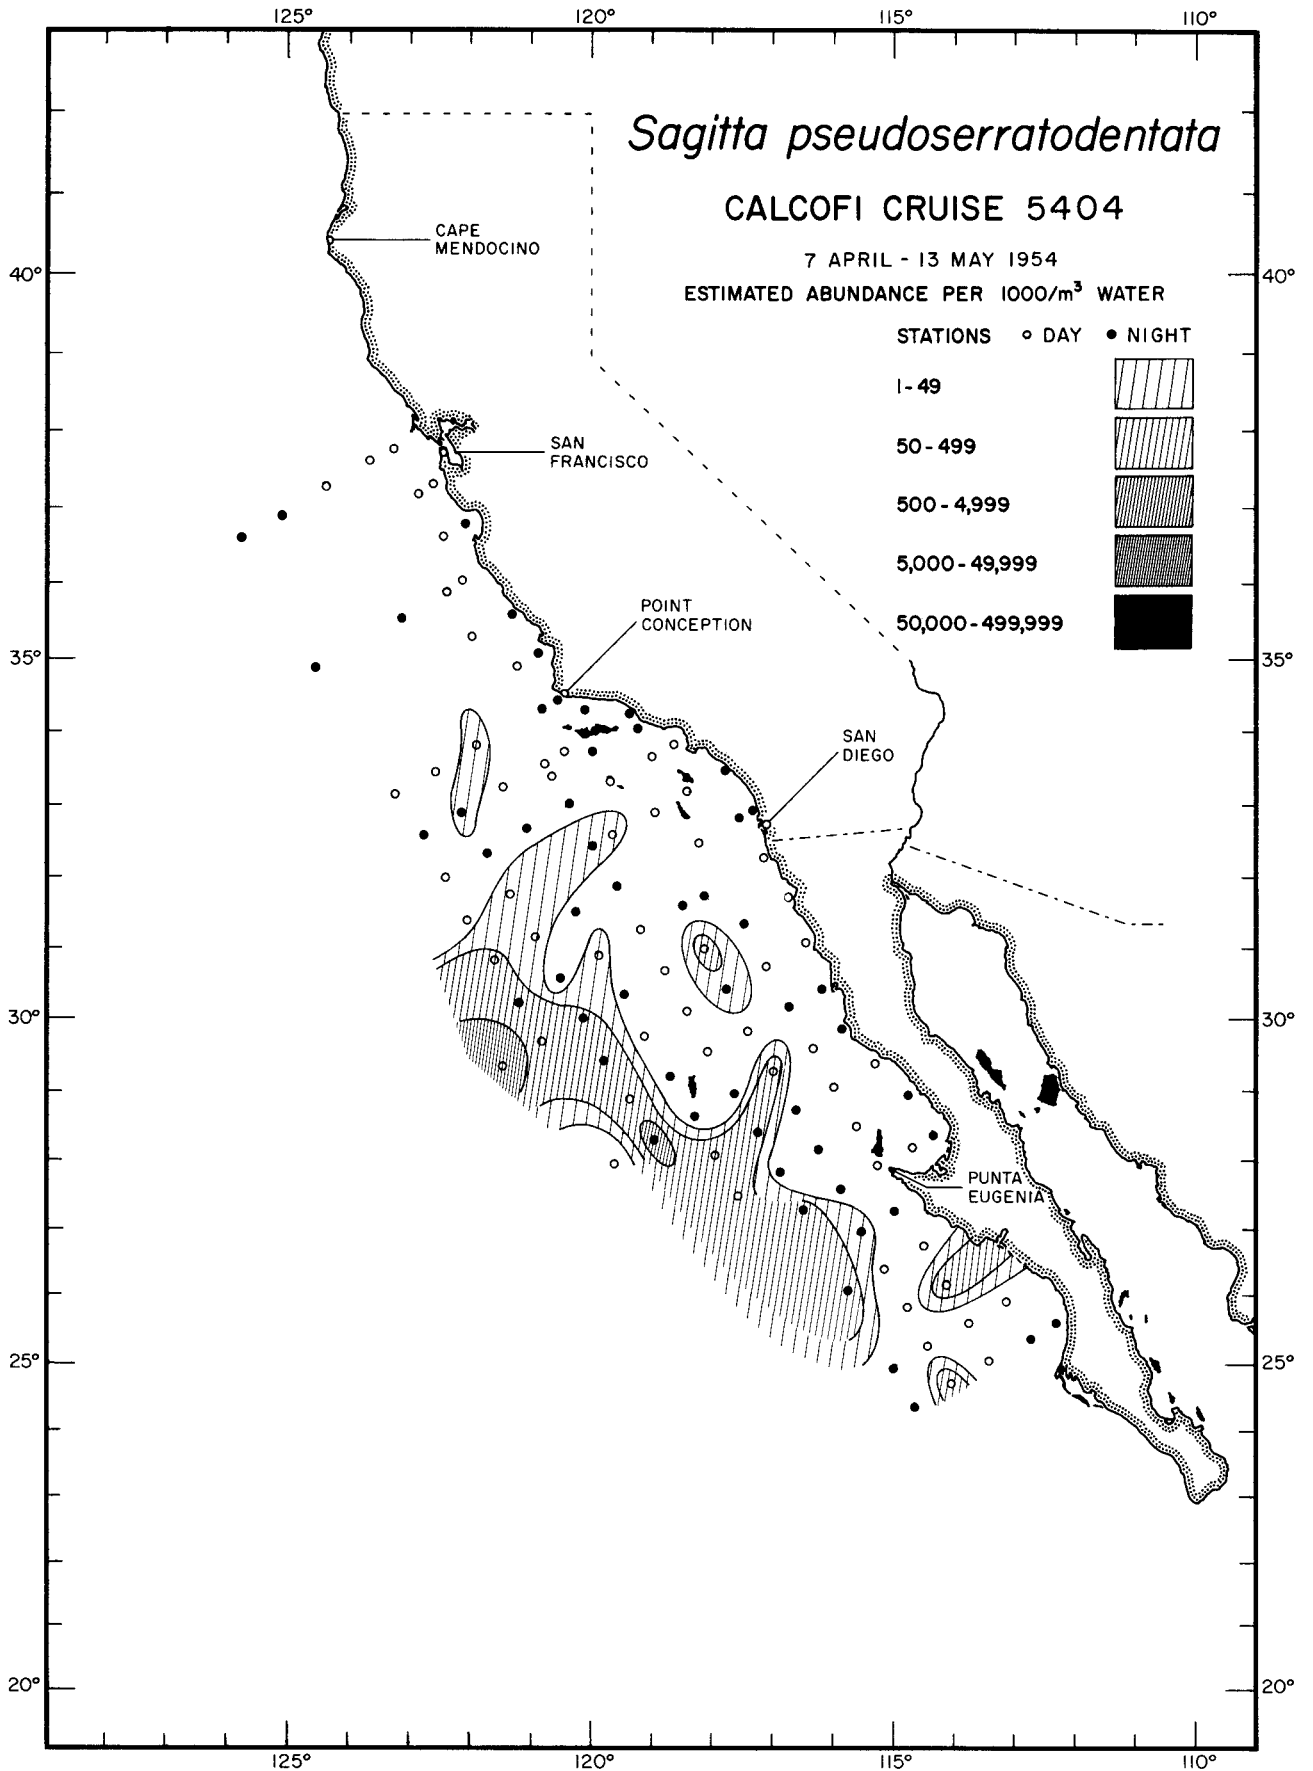 125° 120° 115° 110°
Sagitta pseudoserratodentata
CALCOFI CRUISE 5404
7 APRIL - 13 MAY 1954
ESTIMATED ABUNDANCE PER 1000/m³ WATER
STATIONS ○ DAY ● NIGHT
1-49
50-499
500-4,999
5,000-49,999
50,000-499,999
CAPE
MENDOCINO
40° 40°
SAN
FRANCISCO
POINT
CONCEPTION
35° 35°
SAN
DIEGO
30° 30°
PUNTA
EUGENIA
25° 25°
20° 20°
125° 120° 115° 110°